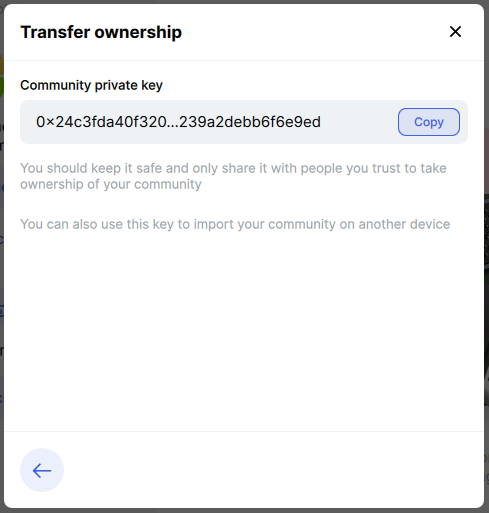 Transfer ownership
Community private key
0×24c3fda40f320...239a2debb6f6e9ed
Copy
You should keep it safe and only share it with people you trust to take
ownership of your community
You can also use this key to import your community on another device